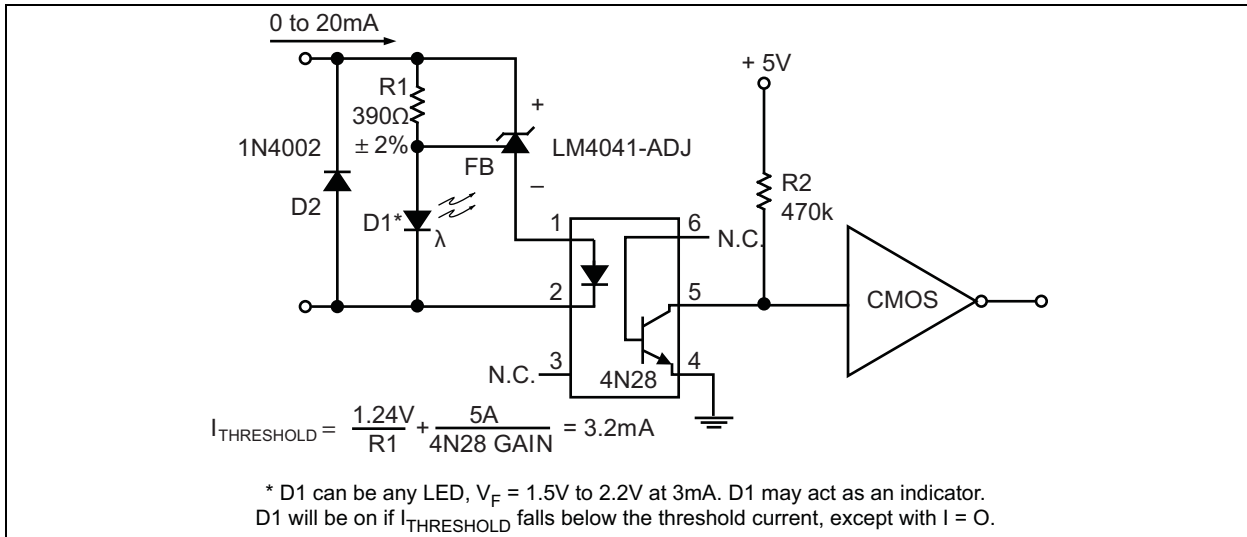 0 to 20mA
+ 5V
R1
390Ω
± 2%
+
1N4002
LM4041-ADJ
FB
–
R2
470k
D2
D1*
λ
1
6
N.C.
2
5
CMOS
3
4
N.C.
4N28
I THRESHOLD = 1.24V / R1 + 5A / 4N28 GAIN = 3.2mA
* D1 can be any LED, VF = 1.5V to 2.2V at 3mA. D1 may act as an indicator.
D1 will be on if ITHRESHOLD falls below the threshold current, except with I = O.